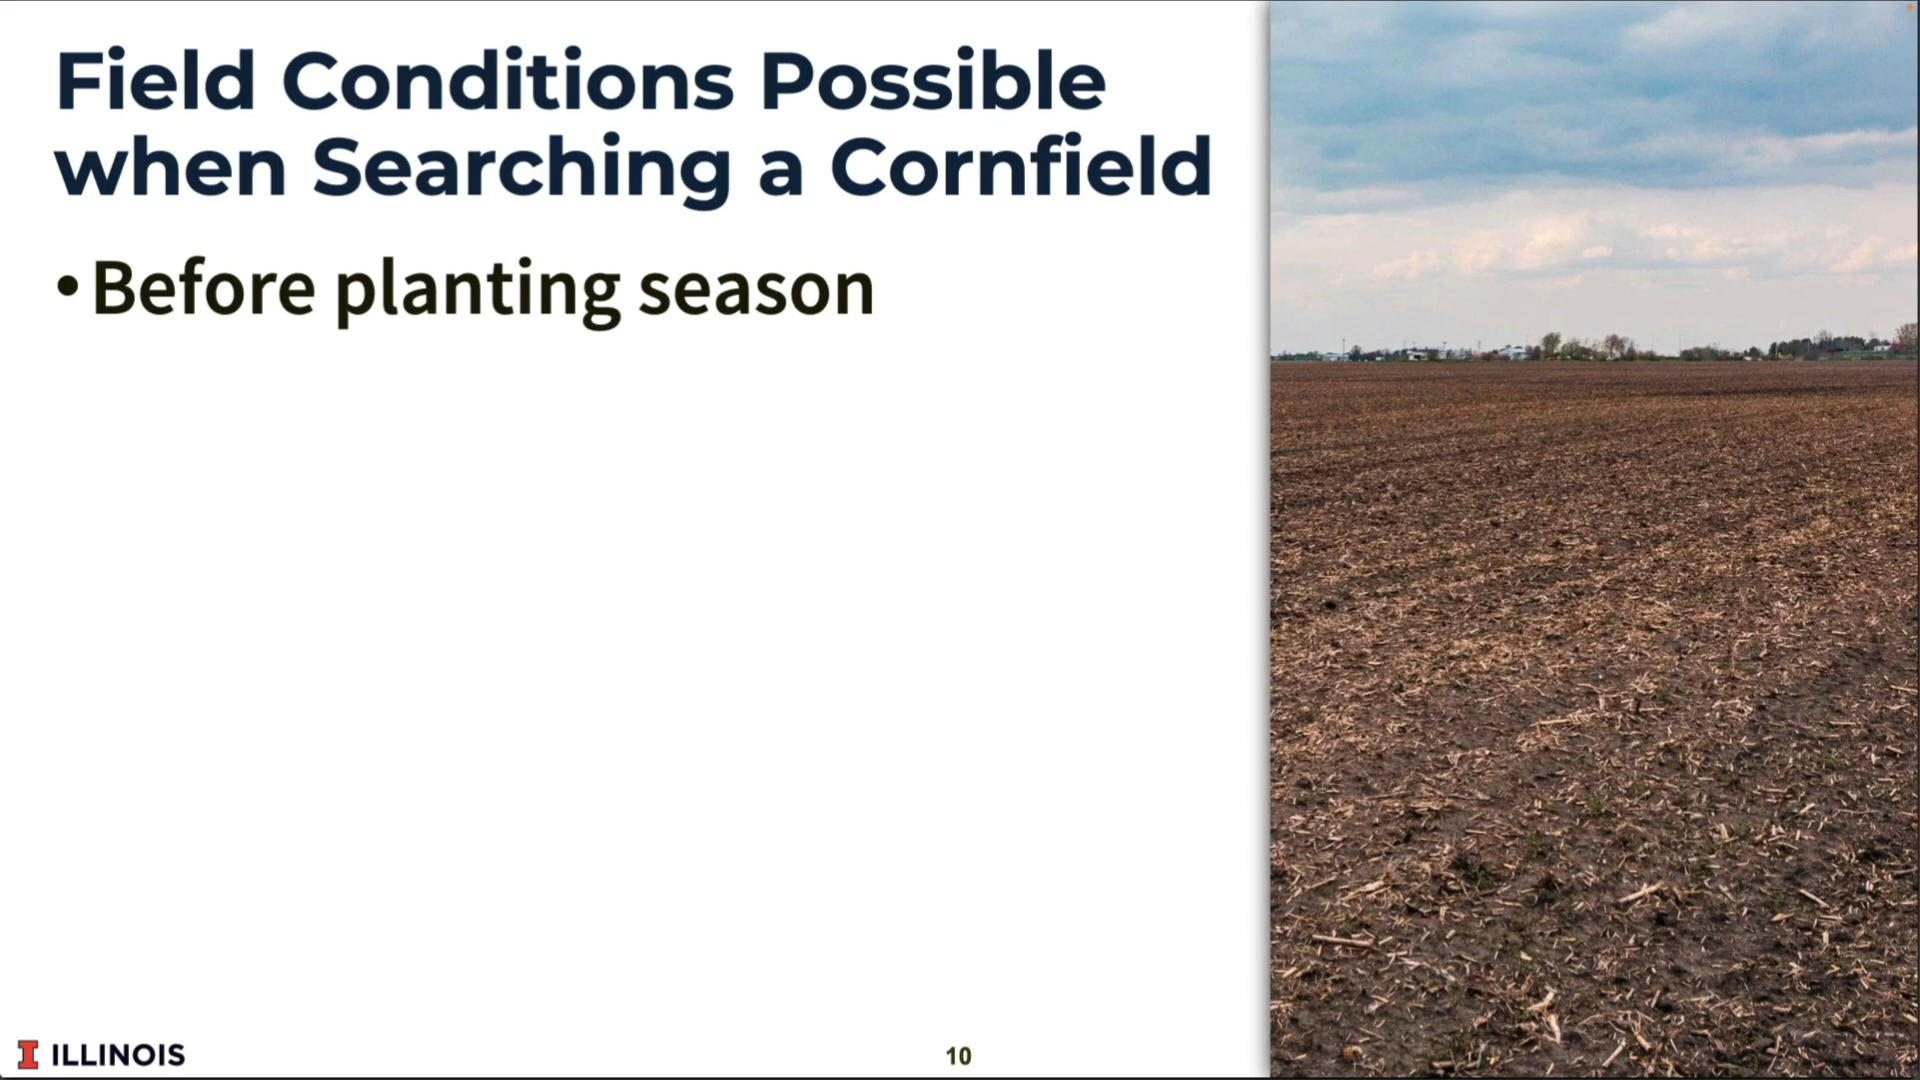 Field Conditions Possible
when Searching a Cornfield
• Before planting season
I ILLINOIS
10